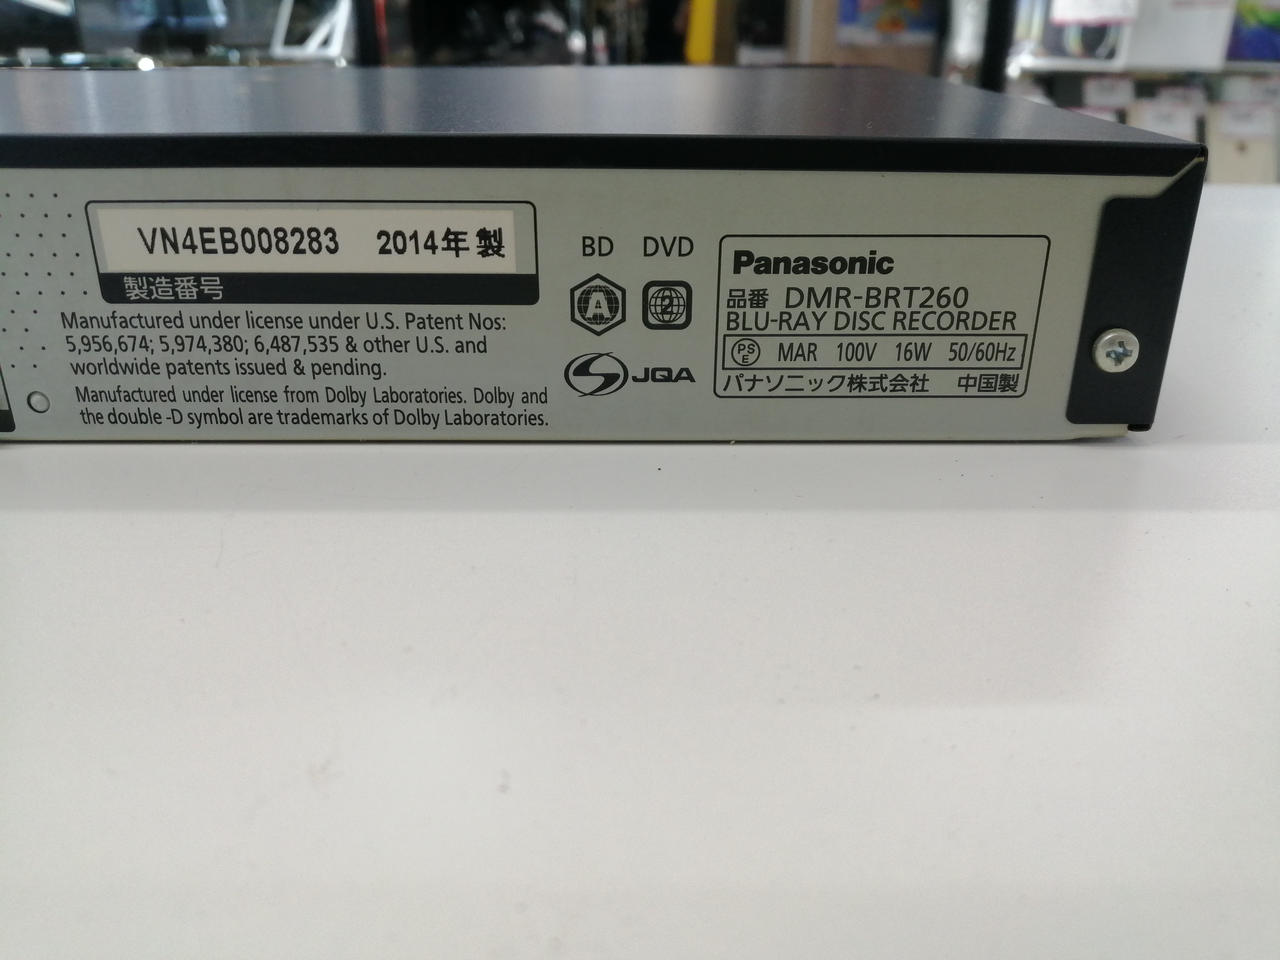 VN4EB008283 2014年製
製造番号
Manufactured under license under U.S. Patent Nos:
5,956,674; 5,974,380; 6,487,535 & other U.S. and
worldwide patents issued & pending.
Manufactured under license from Dolby Laboratories. Dolby and
the double -D symbol are trademarks of Dolby Laboratories.
BD DVD
A 2
JQA
Panasonic
品番 DMR-BRT260
BLU-RAY DISC RECORDER
PSE MAR 100V 16W 50/60Hz
パナソニック株式会社 中国製